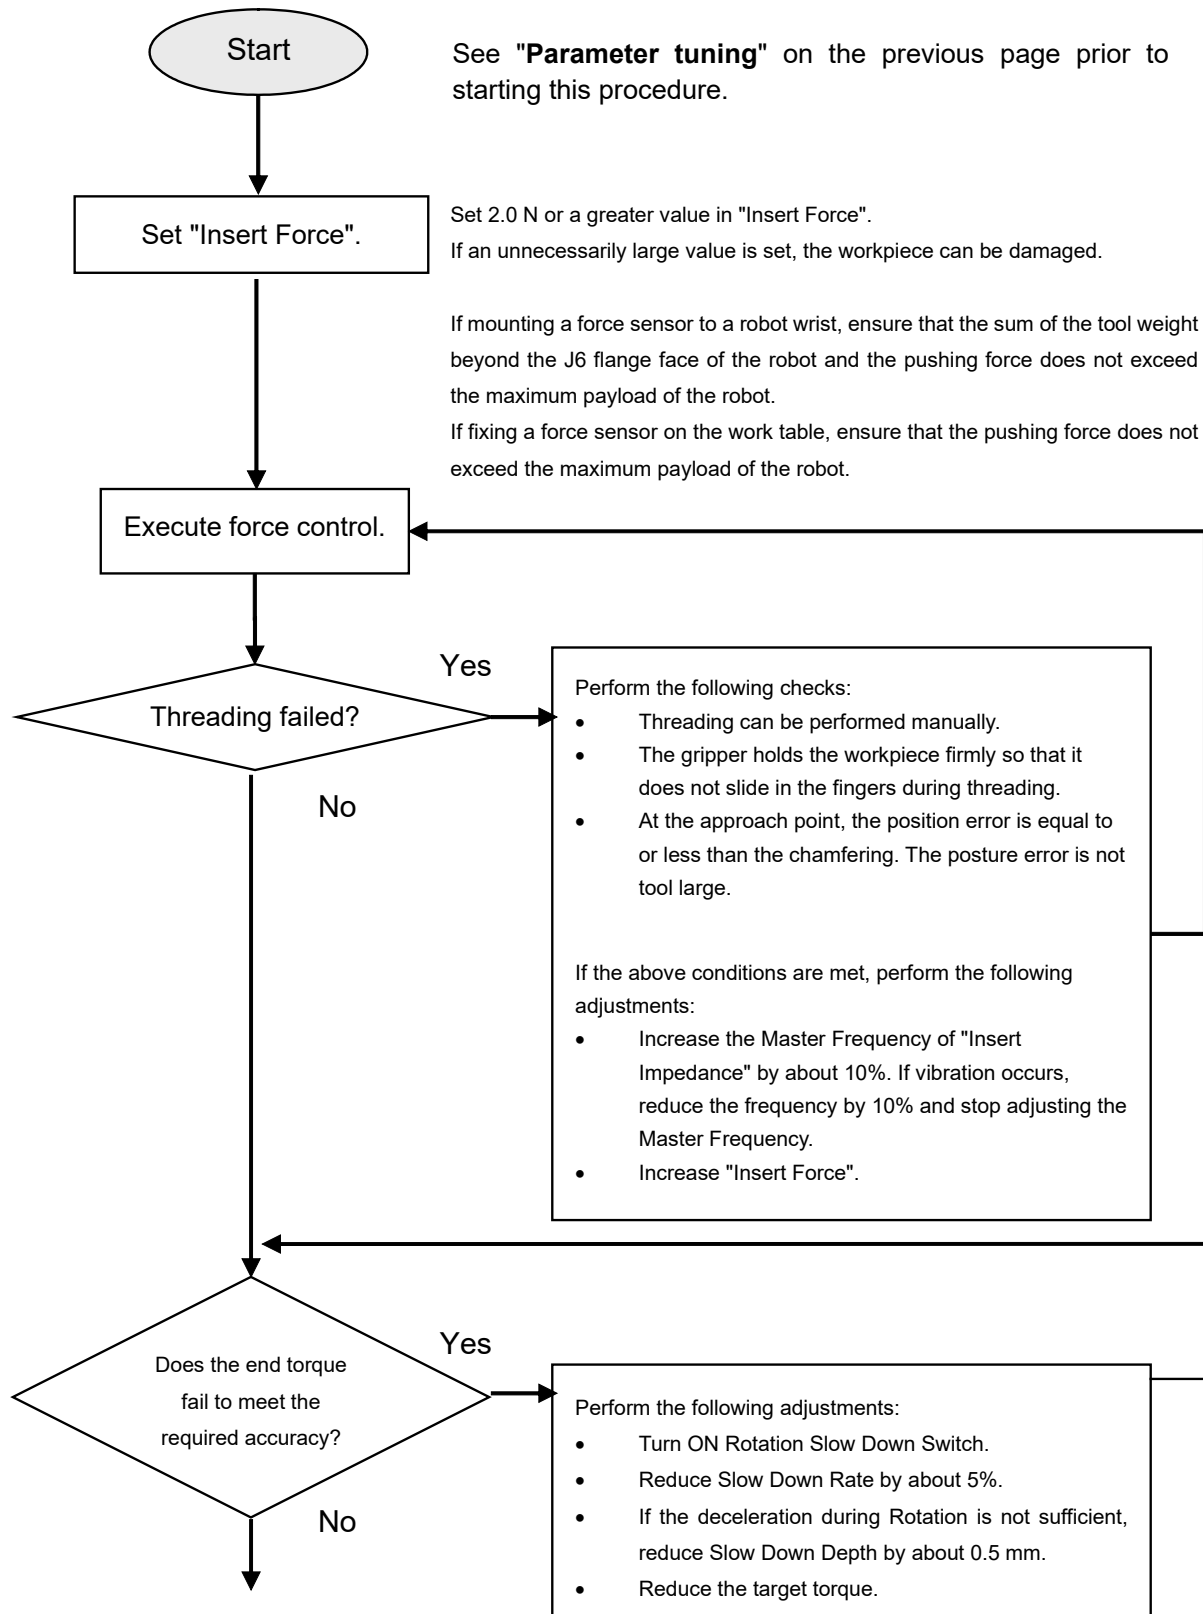 Start
See "Parameter tuning" on the previous page prior to
starting this procedure.
Set "Insert Force".
Set 2.0 N or a greater value in "Insert Force".
If an unnecessarily large value is set, the workpiece can be damaged.
If mounting a force sensor to a robot wrist, ensure that the sum of the tool weight
beyond the J6 flange face of the robot and the pushing force does not exceed
the maximum payload of the robot.
If fixing a force sensor on the work table, ensure that the pushing force does not
exceed the maximum payload of the robot.
Execute force control.
Threading failed?
Yes
No
Perform the following checks:
• Threading can be performed manually.
• The gripper holds the workpiece firmly so that it
does not slide in the fingers during threading.
• At the approach point, the position error is equal to
or less than the chamfering. The posture error is not
tool large.
If the above conditions are met, perform the following
adjustments:
• Increase the Master Frequency of "Insert
Impedance" by about 10%. If vibration occurs,
reduce the frequency by 10% and stop adjusting the
Master Frequency.
• Increase "Insert Force".
Does the end torque
fail to meet the
required accuracy?
Yes
No
Perform the following adjustments:
• Turn ON Rotation Slow Down Switch.
• Reduce Slow Down Rate by about 5%.
• If the deceleration during Rotation is not sufficient,
reduce Slow Down Depth by about 0.5 mm.
• Reduce the target torque.